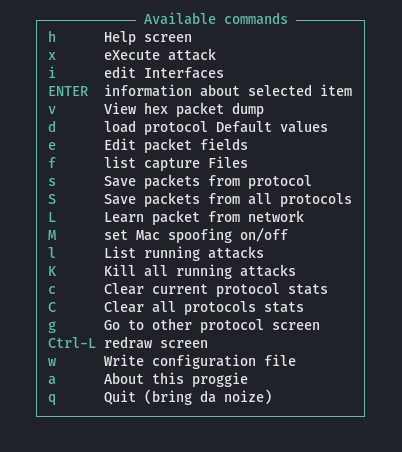 Available commands
h Help screen
x eXecute attack
i edit Interfaces
ENTER information about selected item
v View hex packet dump
d load protocol Default values
e Edit packet fields
f list capture Files
s Save packets from protocol
S Save packets from all protocols
L Learn packet from network
M set Mac spoofing on/off
l List running attacks
K Kill all running attacks
c Clear current protocol stats
C Clear all protocols stats
g Go to other protocol screen
Ctrl-L redraw screen
w Write configuration file
a About this proggie
q Quit (bring da noize)